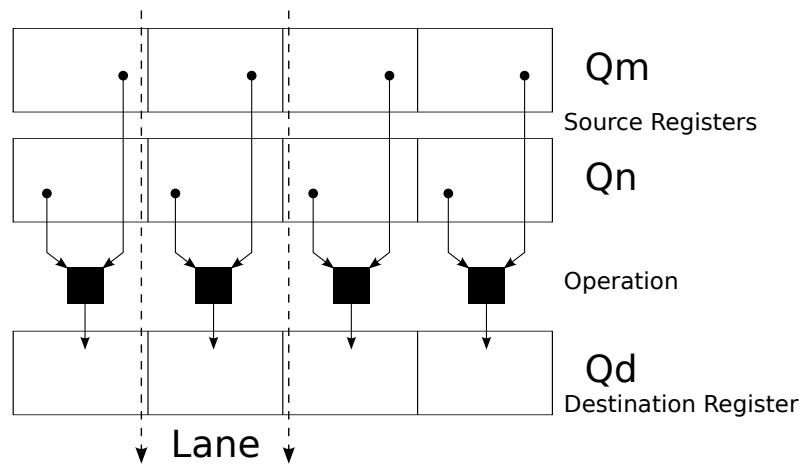 Qm
Source Registers
Qn
Operation
Qd
Destination Register
Lane